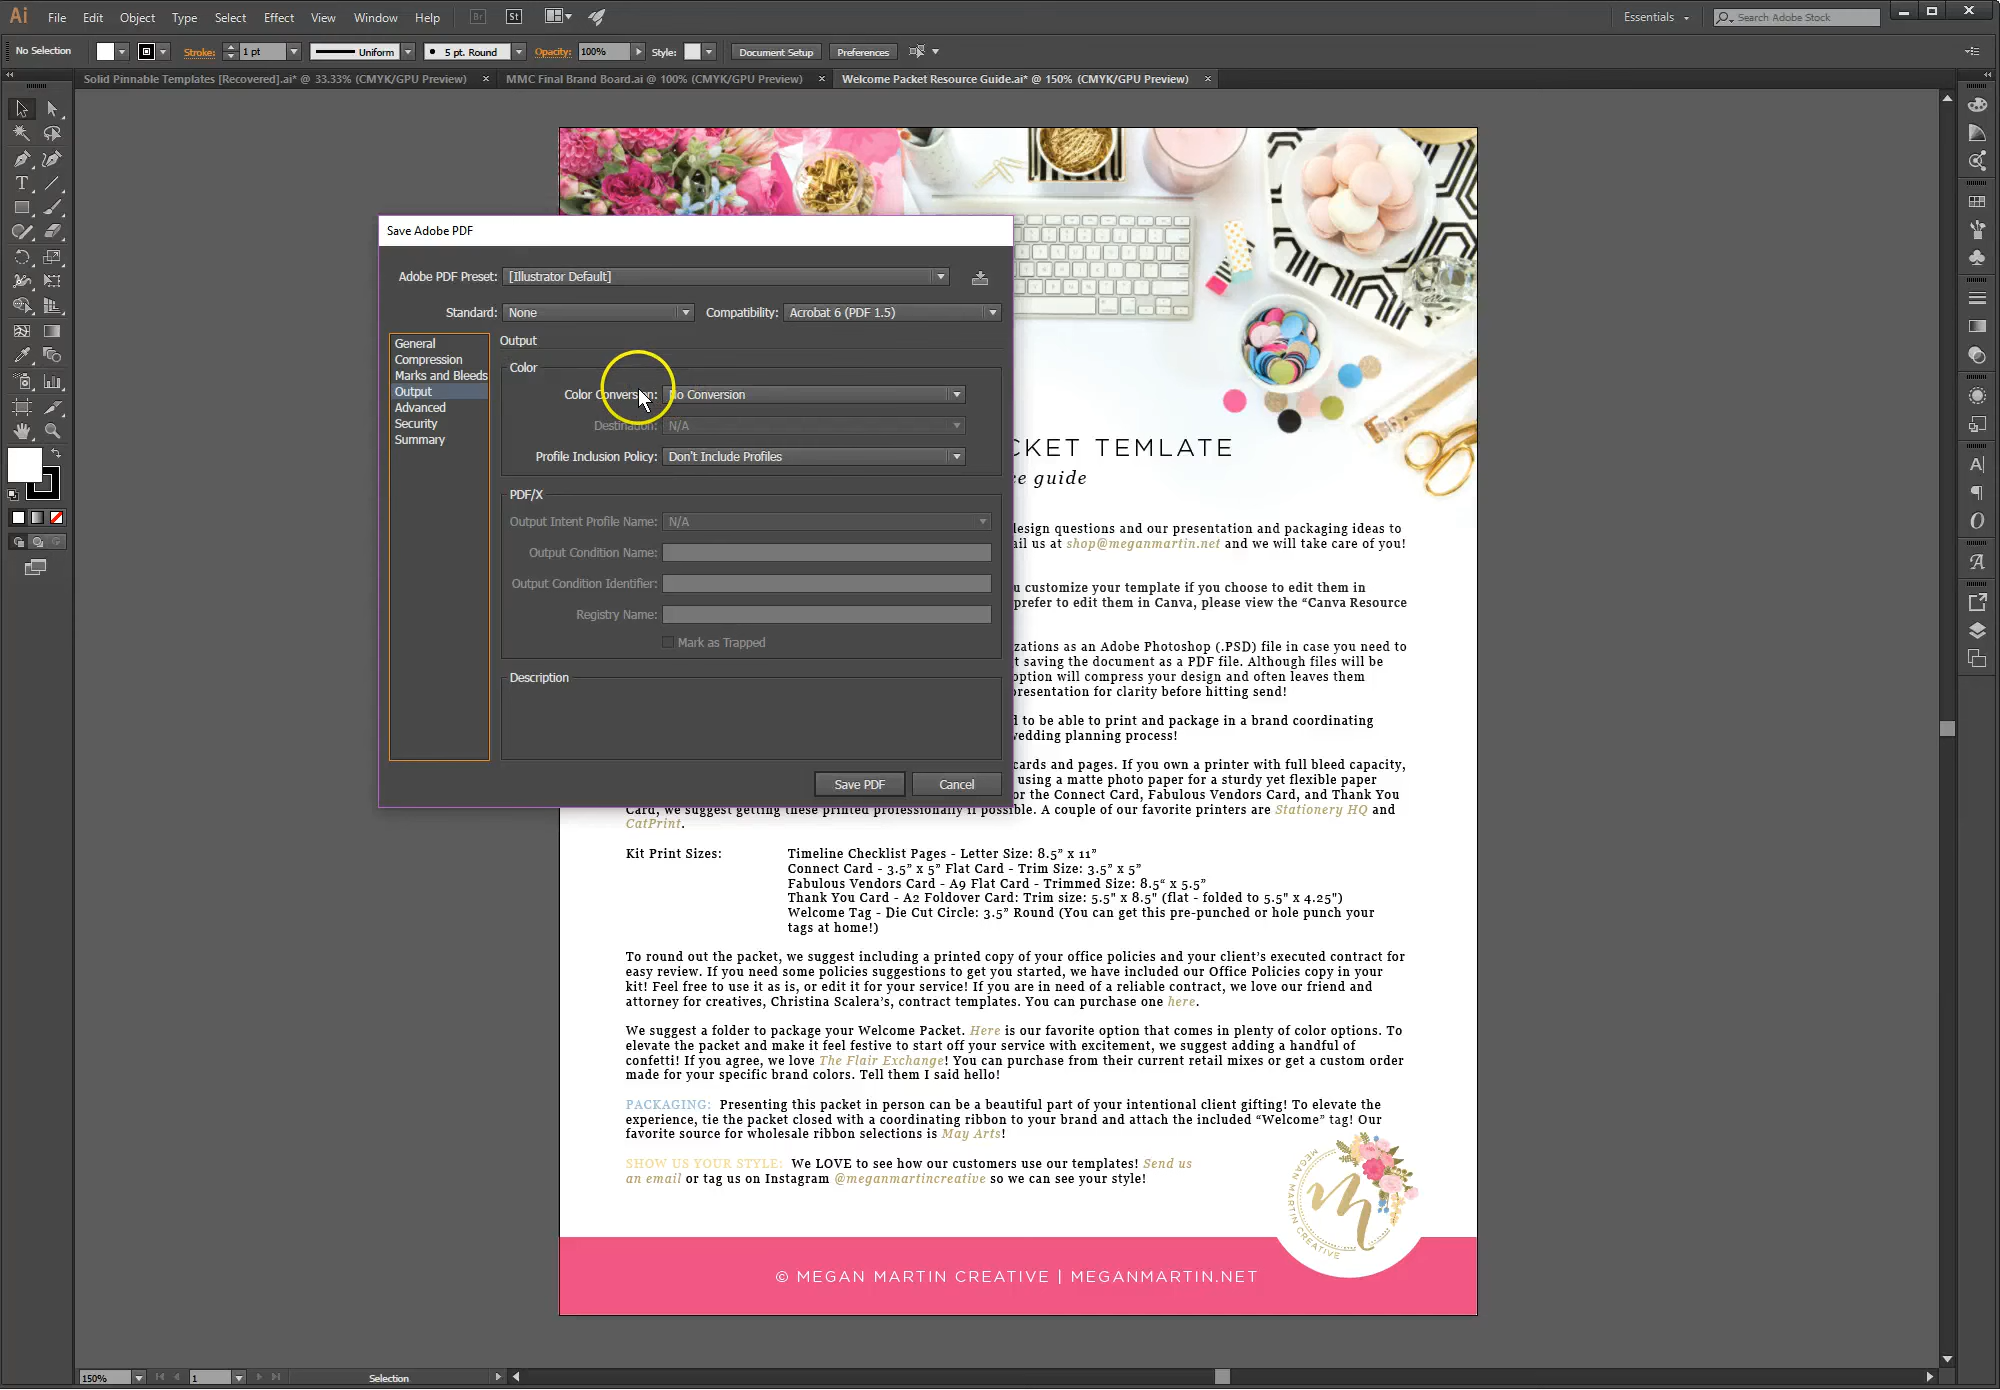 Ai File Edit Object Type Select Effect View Window Help Br St
Essentials Search Adobe Stock
No Selection Stroke: 1 pt Uniform 5 pt. Round Opacity: 100% Style: Document Setup Preferences
Solid Pinnable Templates [Recovered].ai* @ 33.33% (CMYK/GPU Preview) × MMC Final Brand Board.ai @ 100% (CMYK/GPU Preview) × Welcome Packet Resource Guide.ai* @ 150% (CMYK/GPU Preview) ×
Save Adobe PDF
Adobe PDF Preset: [Illustrator Default]
Standard: None Compatibility: Acrobat 6 (PDF 1.5)
General
Compression
Marks and Bleeds
Output
Advanced
Security
Summary
Output
Color
Color Conversion: No Conversion
Destination: N/A
Profile Inclusion Policy: Don't Include Profiles
PDF/X
Output Intent Profile Name: N/A
Output Condition Name:
Output Condition Identifier:
Registry Name:
Mark as Trapped
Description
Save PDF Cancel
CKET TEMLATE
ce guide
design questions and our presentation and packaging ideas to
ail us at shop@meganmartin.net and we will take care of you!
u customize your template if you choose to edit them in
prefer to edit them in Canva, please view the “Canva Resource
zations as an Adobe Photoshop (.PSD) file in case you need to
t saving the document as a PDF file. Although files will be
option will compress your design and often leaves them
presentation for clarity before hitting send!
d to be able to print and package in a brand coordinating
wedding planning process!
cards and pages. If you own a printer with full bleed capacity,
using a matte photo paper for a sturdy yet flexible paper
or the Connect Card, Fabulous Vendors Card, and Thank You
Card, we suggest getting these printed professionally if possible. A couple of our favorite printers are Stationery HQ and
CatPrint.
Kit Print Sizes: Timeline Checklist Pages - Letter Size: 8.5” x 11”
Connect Card - 3.5” x 5” Flat Card - Trim Size: 3.5” x 5”
Fabulous Vendors Card - A9 Flat Card - Trimmed Size: 8.5“ x 5.5”
Thank You Card - A2 Foldover Card: Trim size: 5.5" x 8.5" (flat - folded to 5.5" x 4.25")
Welcome Tag - Die Cut Circle: 3.5” Round (You can get this pre-punched or hole punch your
tags at home!)
To round out the packet, we suggest including a printed copy of your office policies and your client’s executed contract for
easy review. If you need some policies suggestions to get you started, we have included our Office Policies copy in your
kit! Feel free to use it as is, or edit it for your service! If you are in need of a reliable contract, we love our friend and
attorney for creatives, Christina Scalera’s, contract templates. You can purchase one here.
We suggest a folder to package your Welcome Packet. Here is our favorite option that comes in plenty of color options. To
elevate the packet and make it feel festive to start off your service with excitement, we suggest adding a handful of
confetti! If you agree, we love The Flair Exchange! You can purchase from their current retail mixes or get a custom order
made for your specific brand colors. Tell them I said hello!
PACKAGING: Presenting this packet in person can be a beautiful part of your intentional client gifting! To elevate the
experience, tie the packet closed with a coordinating ribbon to your brand and attach the included “Welcome” tag! Our
favorite source for wholesale ribbon selections is May Arts!
SHOW US YOUR STYLE: We LOVE to see how our customers use our templates! Send us
an email or tag us on Instagram @meganmartincreative so we can see your style!
MEGAN MARTIN CREATIVE
m
© MEGAN MARTIN CREATIVE | MEGANMARTIN.NET
150% 1 Selection